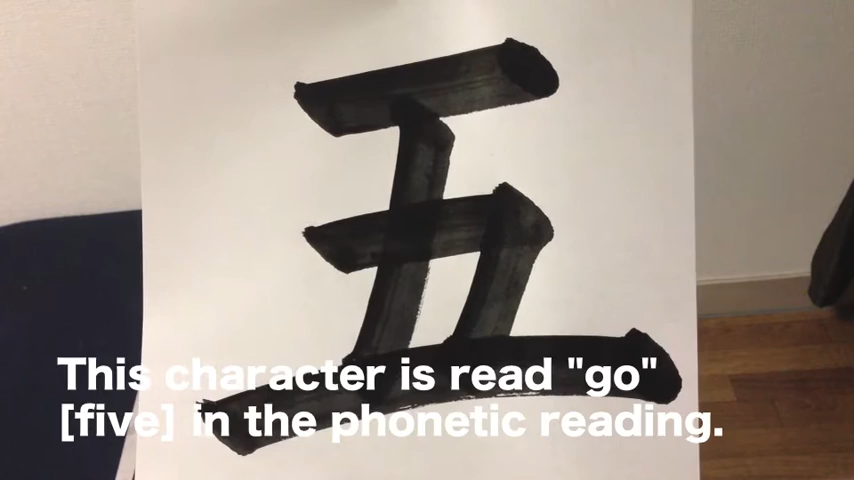 五
This character is read "go"
[five] in the phonetic reading.